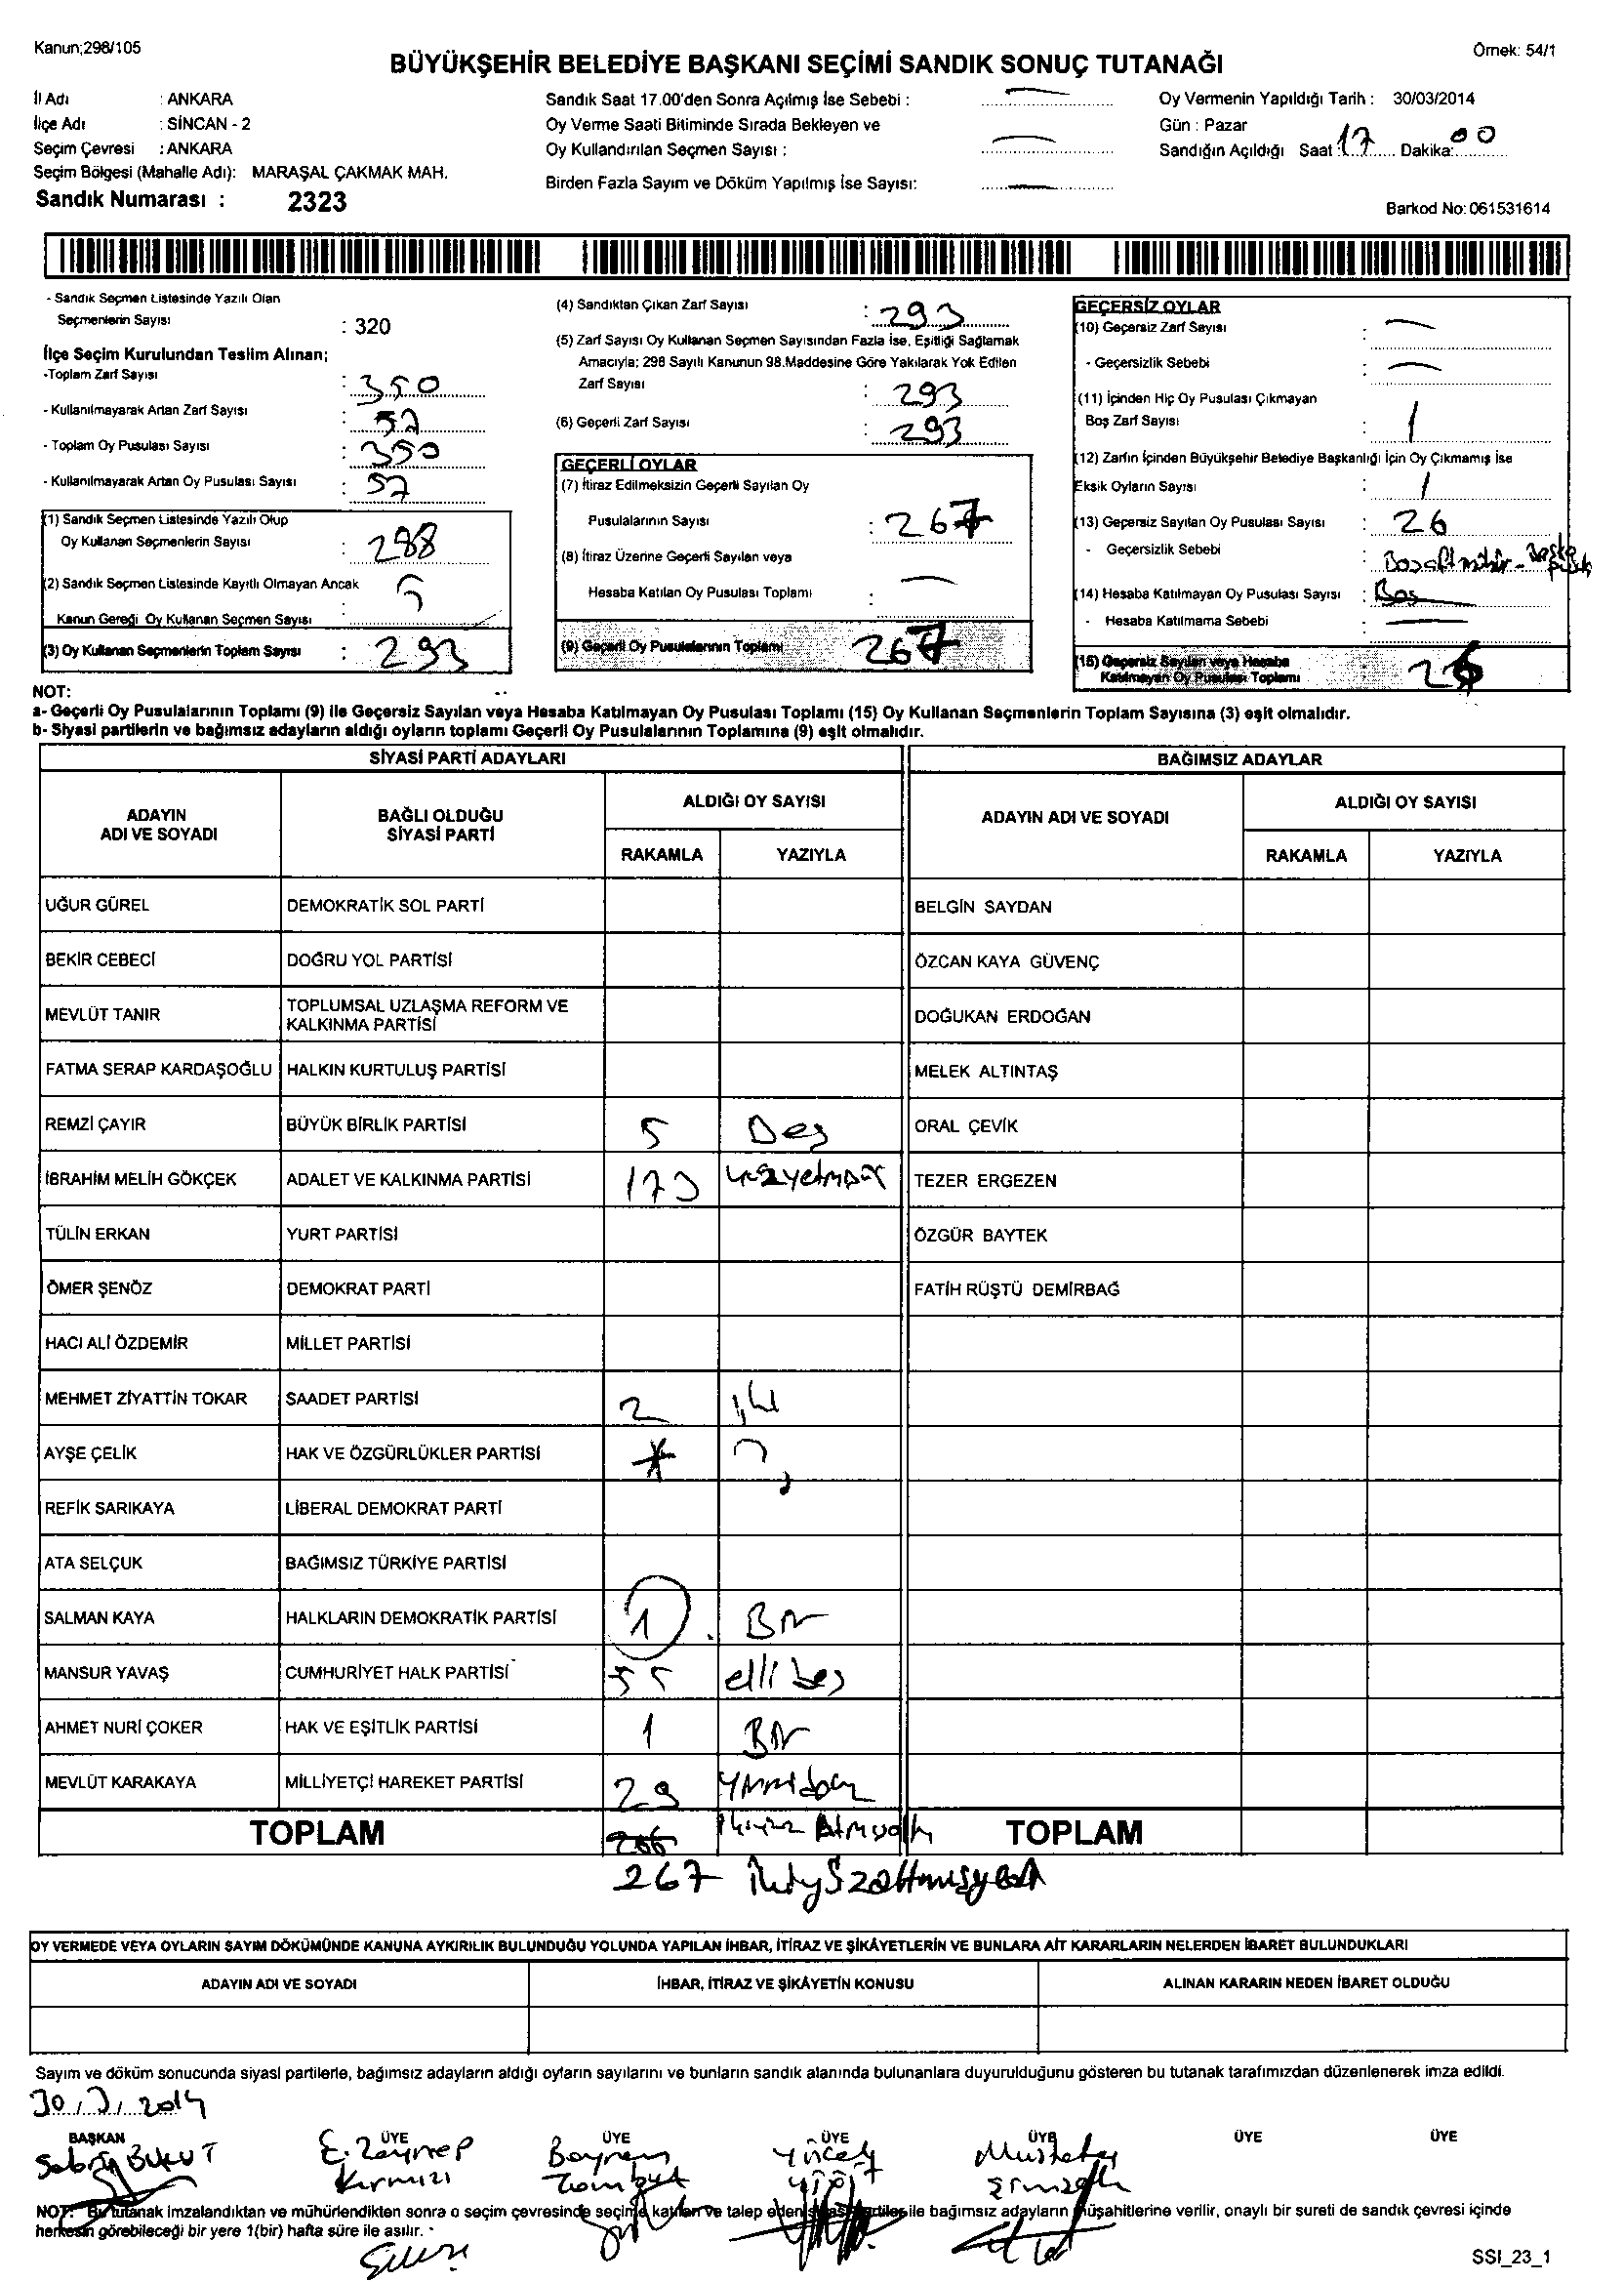 Kanun;298/105
Örnek: 54/1
BÜYÜKŞEHİR BELEDİYE BAŞKANI SEÇİMİ SANDIK SONUÇ TUTANAĞI
İl Adı : ANKARA
İlçe Adı : SİNCAN - 2
Seçim Çevresi : ANKARA
Seçim Bölgesi (Mahalle Adı): MARAŞAL ÇAKMAK MAH.
Sandık Numarası : 2323
Sandık Saat 17.00'den Sonra Açılmış İse Sebebi :
Oy Verme Saati Bitiminde Sırada Bekleyen ve
Oy Kullandırılan Seçmen Sayısı :
Birden Fazla Sayım ve Döküm Yapılmış İse Sayısı:
Oy Vermenin Yapıldığı Tarih : 30/03/2014
Gün : Pazar
Sandığın Açıldığı Saat : 17 Dakika: 00
Barkod No: 061531614
- Sandık Seçmen Listesinde Yazılı Olan
Seçmenlerin Sayısı : 320
İlçe Seçim Kurulundan Teslim Alınan;
-Toplam Zarf Sayısı : 350
- Kullanılmayarak Artan Zarf Sayısı : 57
- Toplam Oy Pusulası Sayısı : 350
- Kullanılmayarak Artan Oy Pusulası Sayısı : 57
(1) Sandık Seçmen Listesinde Yazılı Olup
Oy Kullanan Seçmenlerin Sayısı : 288
(2) Sandık Seçmen Listesinde Kayıtlı Olmayan Ancak
Kanun Gereği Oy Kullanan Seçmen Sayısı : 5
(3) Oy Kullanan Seçmenlerin Toplam Sayısı : 293
(4) Sandıktan Çıkan Zarf Sayısı : 293
(5) Zarf Sayısı Oy Kullanan Seçmen Sayısından Fazla İse, Eşitliği Sağlamak
Amacıyla; 298 Sayılı Kanunun 98.Maddesine Göre Yakılarak Yok Edilen
Zarf Sayısı : 293
(6) Geçerli Zarf Sayısı : 293
GEÇERLİ OYLAR
(7) İtiraz Edilmeksizin Geçerli Sayılan Oy
Pusulalarının Sayısı : 267
(8) İtiraz Üzerine Geçerli Sayılan veya
Hesaba Katılan Oy Pusulası Toplamı :
(9) Geçerli Oy Pusulalarının Toplamı 267
GEÇERSİZ OYLAR
(10) Geçersiz Zarf Sayısı :
- Geçersizlik Sebebi :
(11) İçinden Hiç Oy Pusulası Çıkmayan
Boş Zarf Sayısı : 1
(12) Zarfın İçinden Büyükşehir Belediye Başkanlığı İçin Oy Çıkmamış İse
Eksik Oyların Sayısı : 1
(13) Geçersiz Sayılan Oy Pusulası Sayısı : 26
- Geçersizlik Sebebi :
(14) Hesaba Katılmayan Oy Pusulası Sayısı : Boş
- Hesaba Katılmama Sebebi :
(15) Geçersiz Sayılan veya Hesaba
Katılmayan Oy Pusulası Toplamı 26
NOT:
a- Geçerli Oy Pusulalarının Toplamı (9) ile Geçersiz Sayılan veya Hesaba Katılmayan Oy Pusulası Toplamı (15) Oy Kullanan Seçmenlerin Toplam Sayısına (3) eşit olmalıdır.
b- Siyasi partilerin ve bağımsız adayların aldığı oyların toplamı Geçerli Oy Pusulalarının Toplamına (9) eşit olmalıdır.
SİYASİ PARTİ ADAYLARI BAĞIMSIZ ADAYLAR
ADAYIN ADI VE SOYADI BAĞLI OLDUĞU SİYASİ PARTİ ALDIĞI OY SAYISI ADAYIN ADI VE SOYADI ALDIĞI OY SAYISI
RAKAMLA YAZIYLA RAKAMLA YAZIYLA
UĞUR GÜREL DEMOKRATİK SOL PARTİ BELGİN SAYDAN
BEKİR CEBECİ DOĞRU YOL PARTİSİ ÖZCAN KAYA GÜVENÇ
MEVLÜT TANIR TOPLUMSAL UZLAŞMA REFORM VE KALKINMA PARTİSİ DOĞUKAN ERDOĞAN
FATMA SERAP KARDAŞOĞLU HALKIN KURTULUŞ PARTİSİ MELEK ALTINTAŞ
REMZİ ÇAYIR BÜYÜK BİRLİK PARTİSİ 5 Beş ORAL ÇEVİK
İBRAHİM MELİH GÖKÇEK ADALET VE KALKINMA PARTİSİ 173 TEZER ERGEZEN
TÜLİN ERKAN YURT PARTİSİ ÖZGÜR BAYTEK
ÖMER ŞENÖZ DEMOKRAT PARTİ FATİH RÜŞTÜ DEMİRBAĞ
HACI ALİ ÖZDEMİR MİLLET PARTİSİ
MEHMET ZİYATTİN TOKAR SAADET PARTİSİ 2 iki
AYŞE ÇELİK HAK VE ÖZGÜRLÜKLER PARTİSİ
REFİK SARIKAYA LİBERAL DEMOKRAT PARTİ
ATA SELÇUK BAĞIMSIZ TÜRKİYE PARTİSİ
SALMAN KAYA HALKLARIN DEMOKRATİK PARTİSİ 1 Bir
MANSUR YAVAŞ CUMHURİYET HALK PARTİSİ 55 elli beş
AHMET NURİ ÇOKER HAK VE EŞİTLİK PARTİSİ 1 Bir
MEVLÜT KARAKAYA MİLLİYETÇİ HAREKET PARTİSİ 29
TOPLAM 266 TOPLAM
267 ikiyüzaltmışyedi
OY VERMEDE VEYA OYLARIN SAYIM DÖKÜMÜNDE KANUNA AYKIRILIK BULUNDUĞU YOLUNDA YAPILAN İHBAR, İTİRAZ VE ŞİKÂYETLERİN VE BUNLARA AİT KARARLARIN NELERDEN İBARET BULUNDUKLARI
ADAYIN ADI VE SOYADI İHBAR, İTİRAZ VE ŞİKÂYETİN KONUSU ALINAN KARARIN NEDEN İBARET OLDUĞU
Sayım ve döküm sonucunda siyasi partilerle, bağımsız adayların aldığı oyların sayılarını ve bunların sandık alanında bulunanlara duyurulduğunu gösteren bu tutanak tarafımızdan düzenlenerek imza edildi.
30/3/2014
BAŞKAN ÜYE ÜYE ÜYE ÜYE ÜYE ÜYE
E. Zeynep Bayram Yücel Mustafa
Kırmızı Yiğit
NOT: Bu tutanak imzalandıktan ve mühürlendikten sonra o seçim çevresinde seçime katılan ve talep eden siyasi partiler ile bağımsız adayların müşahitlerine verilir, onaylı bir sureti de sandık çevresi içinde
herkesin görebileceği bir yere 1(bir) hafta süre ile asılır.
SSI_23_1